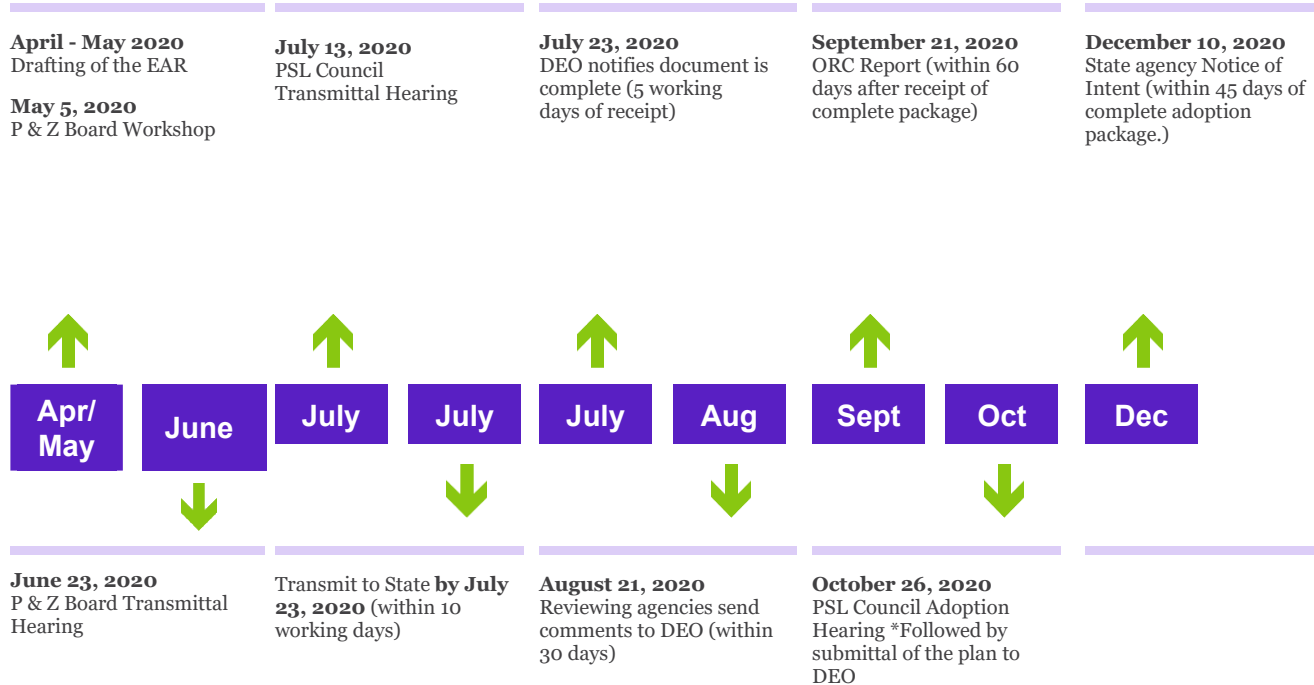 April - May 2020
Drafting of the EAR
May 5, 2020
P & Z Board Workshop
July 13, 2020
PSL Council
Transmittal Hearing
July 23, 2020
DEO notifies document is
complete (5 working
days of receipt)
September 21, 2020
ORC Report (within 60
days after receipt of
complete package)
December 10, 2020
State agency Notice of
Intent (within 45 days of
complete adoption
package.)
Apr/
May
June
July
July
July
Aug
Sept
Oct
Dec
June 23, 2020
P & Z Board Transmittal
Hearing
Transmit to State by July
23, 2020 (within 10
working days)
August 21, 2020
Reviewing agencies send
comments to DEO (within
30 days)
October 26, 2020
PSL Council Adoption
Hearing *Followed by
submittal of the plan to
DEO